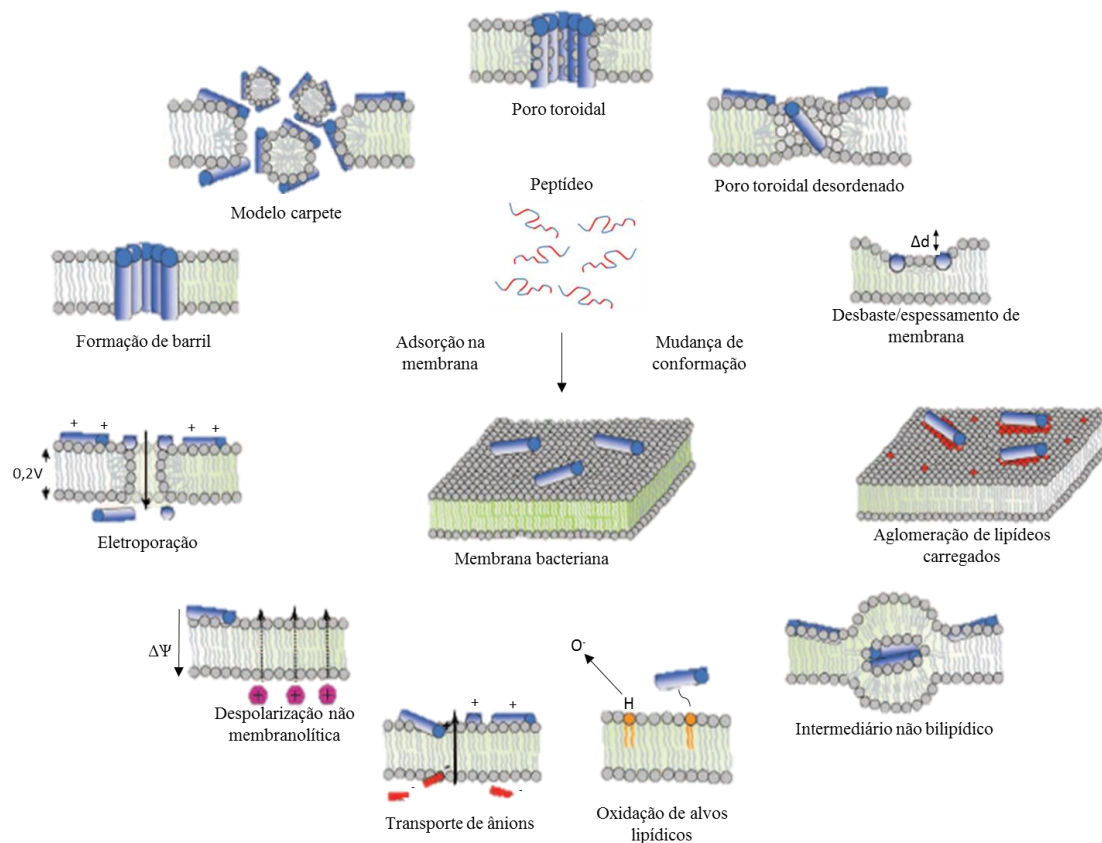 Poro toroidal
Modelo carpete
Poro toroidal desordenado
Peptídeo
Δd
Formação de barril
Desbaste/espessamento de
membrana
Adsorção na
membrana
Mudança de
conformação
+ + + +
0,2V
Eletroporação
Membrana bacteriana
Aglomeração de lipídeos
carregados
ΔΨ
+ + +
Despolarização não
membranolítica
+ +
+
-
- -
Transporte de ânions
O-
H
Oxidação de alvos
lipídicos
Intermediário não bilipídico